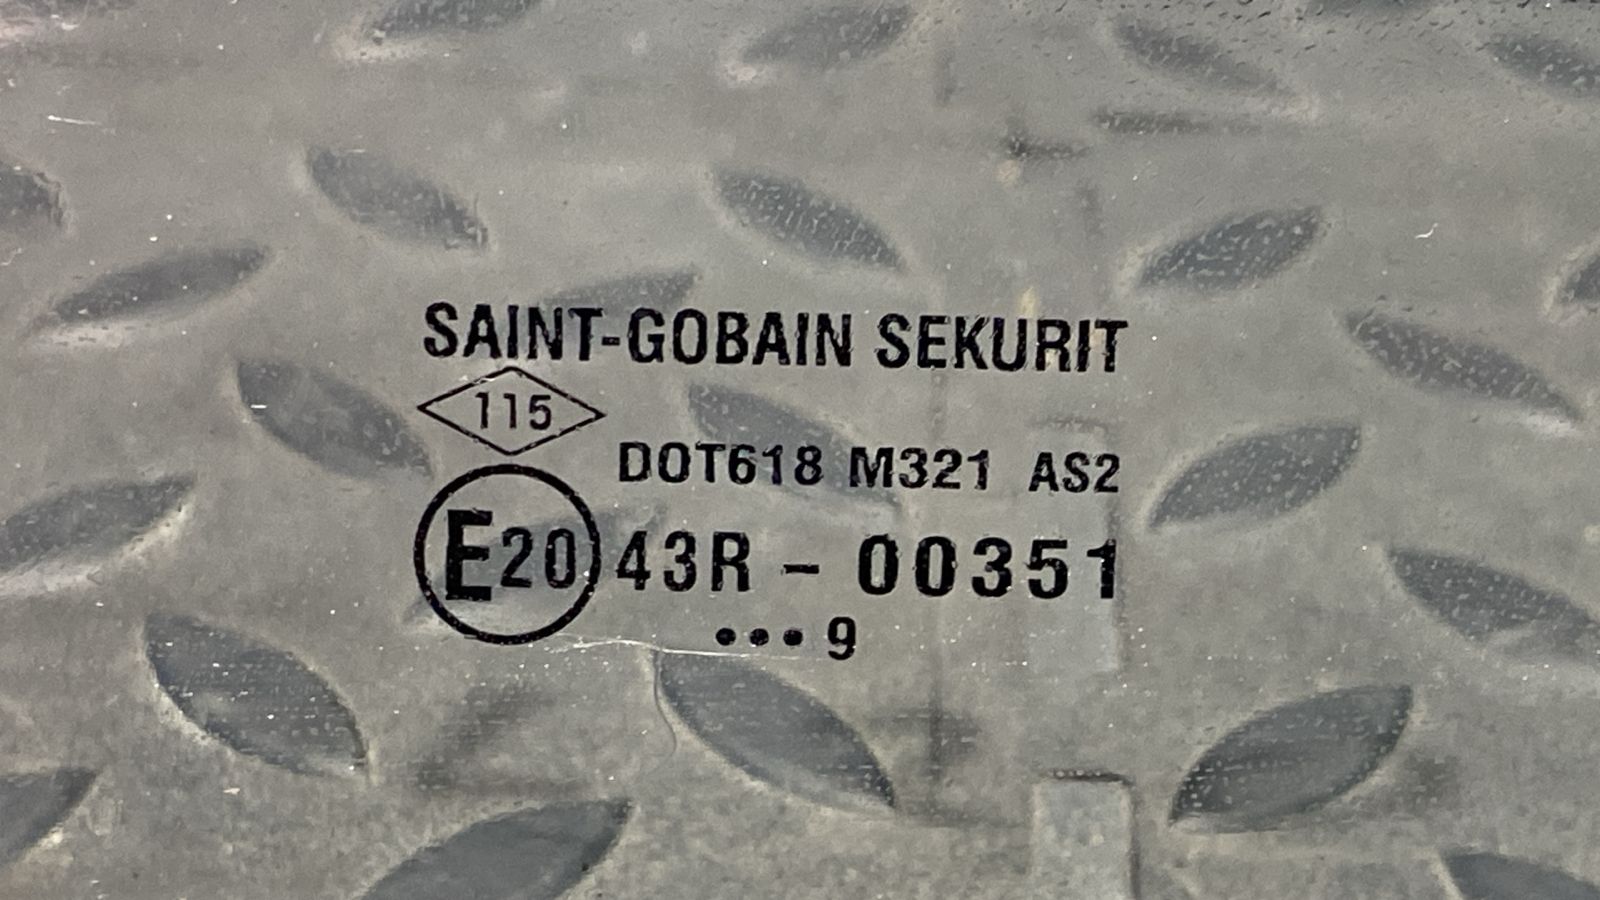 SAINT-GOBAIN SEKURIT
115
DOT618 M321 AS2
E20 43R - 00351
•••9